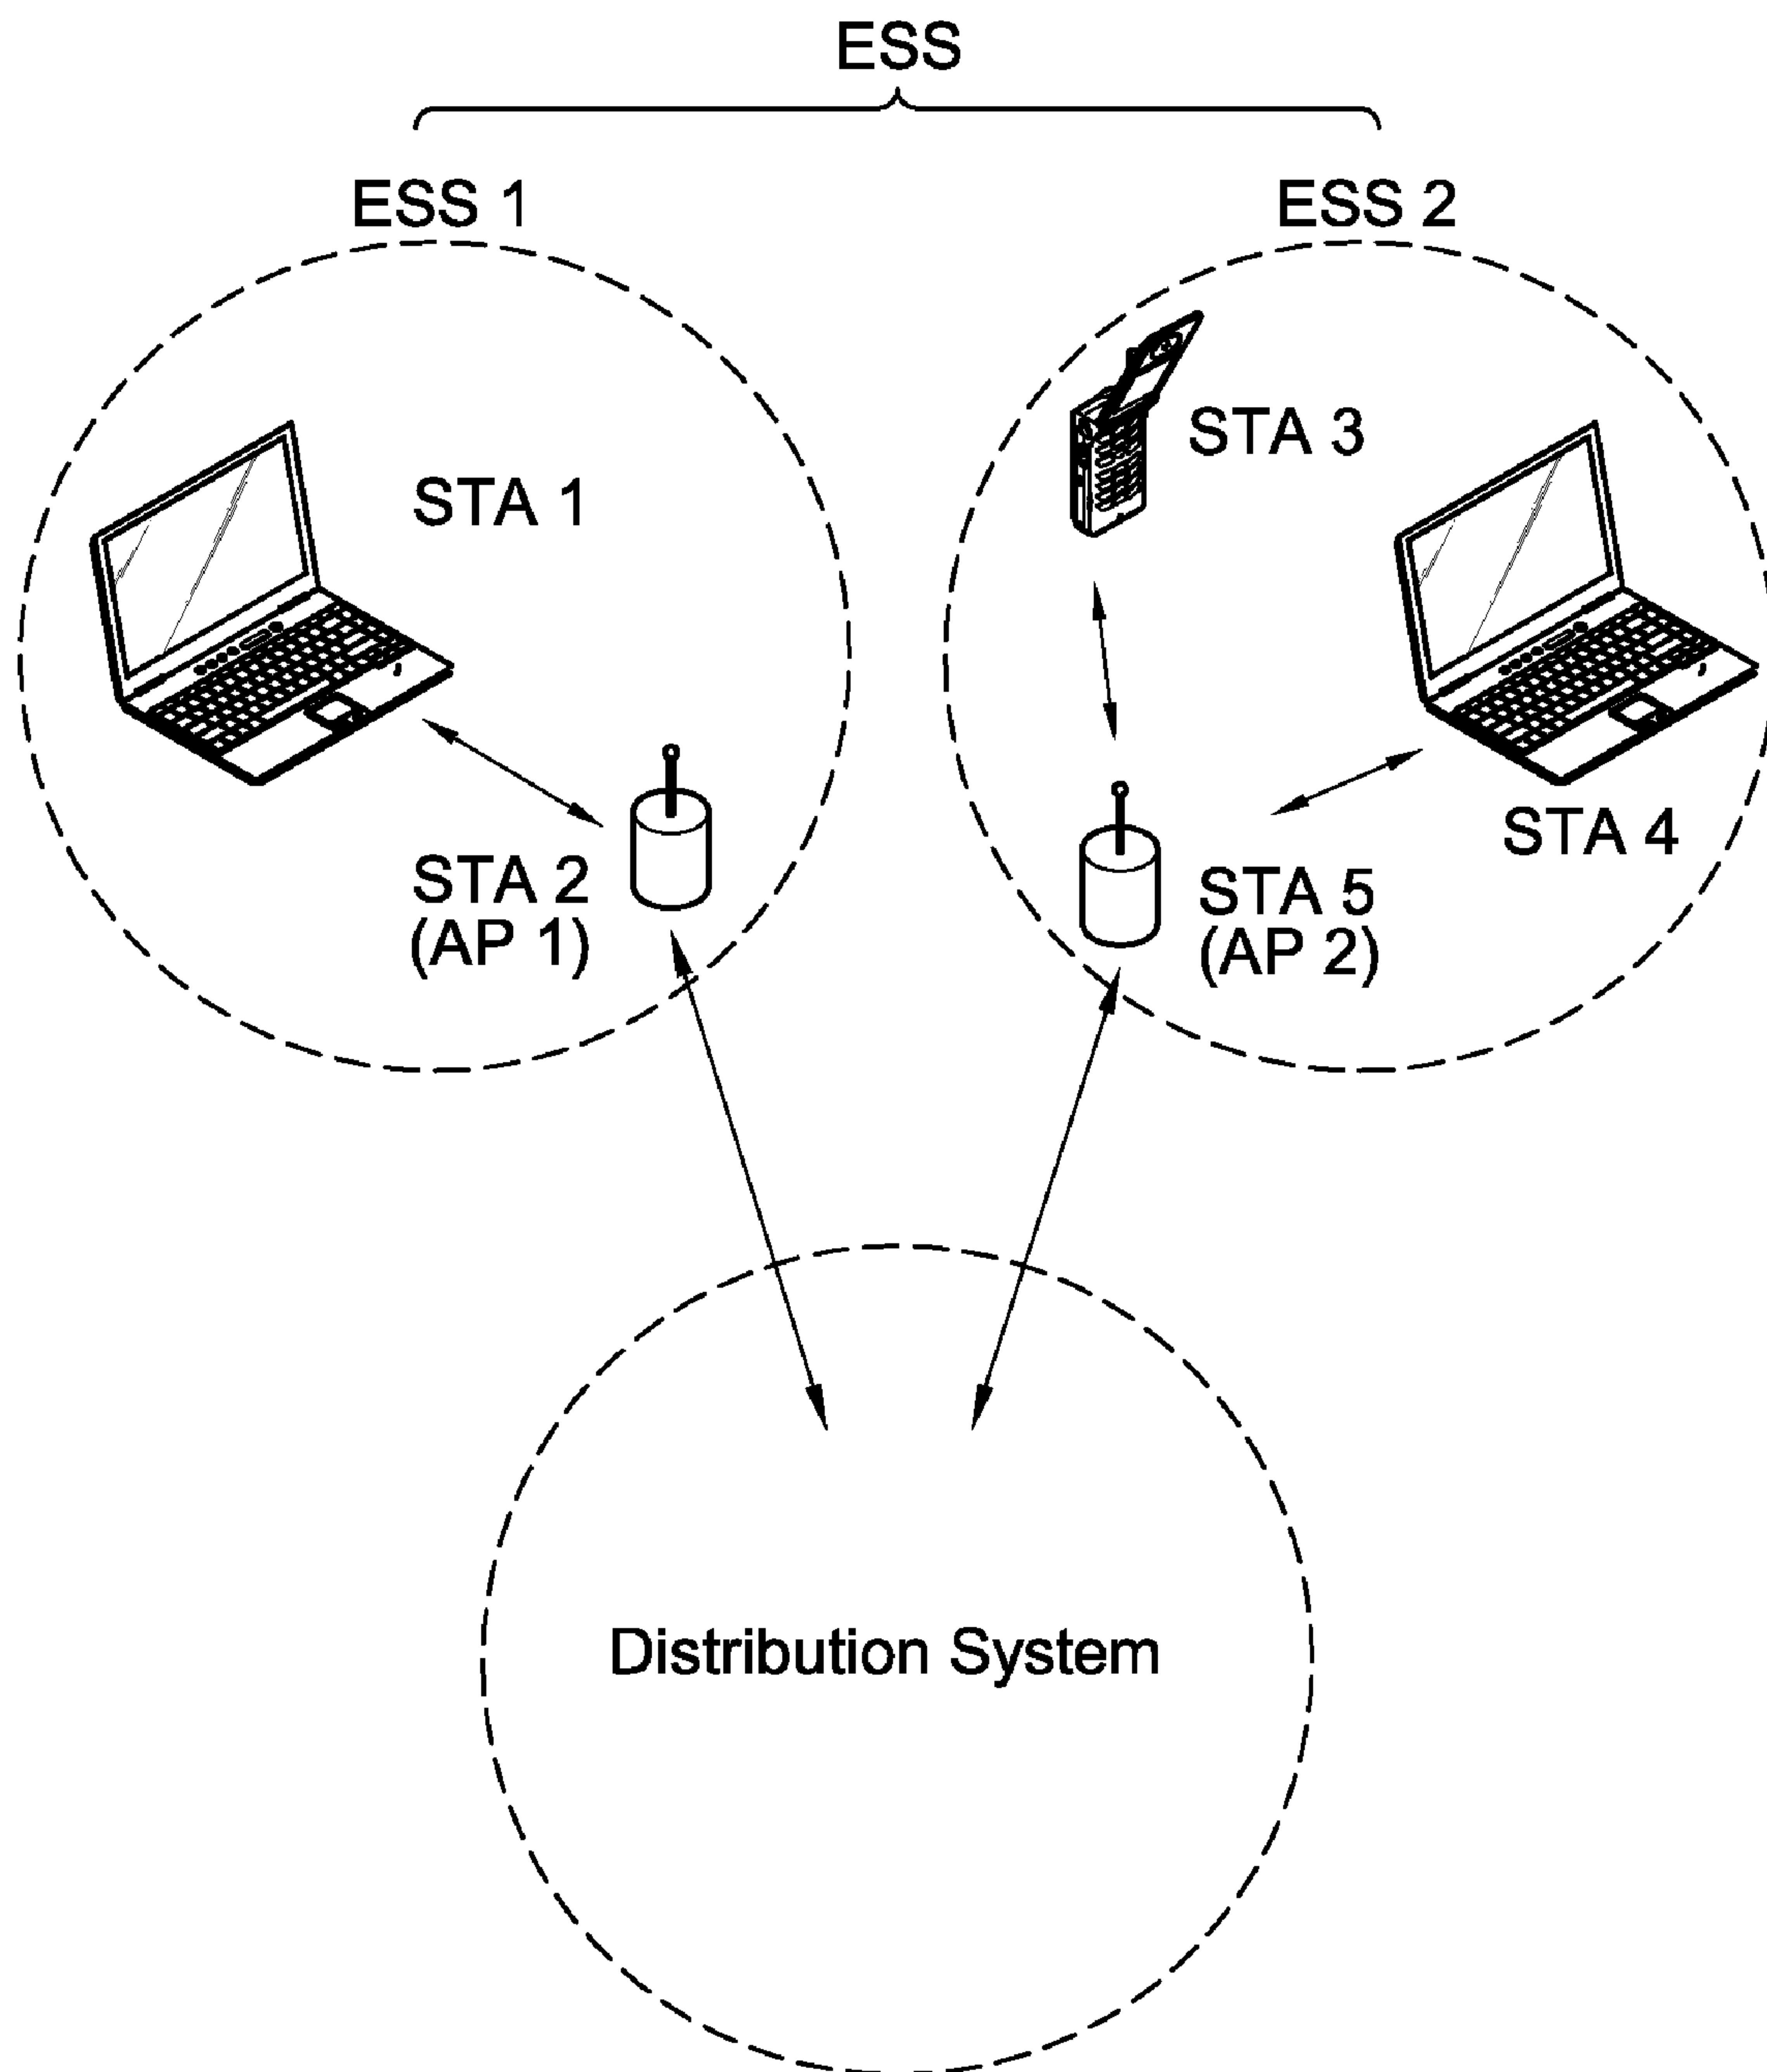 ESS
ESS 1
ESS 2
STA 1
STA 3
STA 2
(AP 1)
STA 4
STA 5
(AP 2)
Distribution System